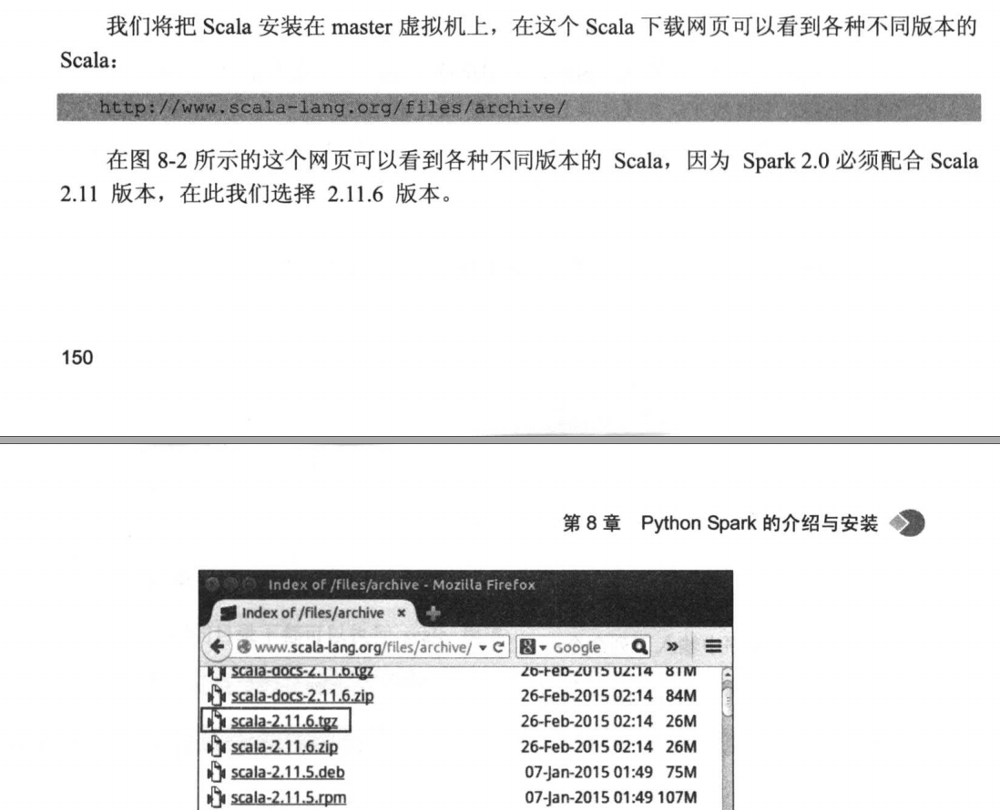 我们将把 Scala 安装在 master 虚拟机上，在这个 Scala 下载网页可以看到各种不同版本的
Scala：
http://www.scala-lang.org/files/archive/
在图 8-2 所示的这个网页可以看到各种不同版本的 Scala，因为 Spark 2.0 必须配合 Scala
2.11 版本，在此我们选择 2.11.6 版本。
150
第 8 章 Python Spark 的介绍与安装
Index of /files/archive - Mozilla Firefox
Index of /files/archive ×
www.scala-lang.org/files/archive/ Google
scala-docs-2.11.6.tgz 26-Feb-2015 02:14 81M
scala-docs-2.11.6.zip 26-Feb-2015 02:14 84M
scala-2.11.6.tgz 26-Feb-2015 02:14 26M
scala-2.11.6.zip 26-Feb-2015 02:14 26M
scala-2.11.5.deb 07-Jan-2015 01:49 75M
scala-2.11.5.rpm 07-Jan-2015 01:49 107M